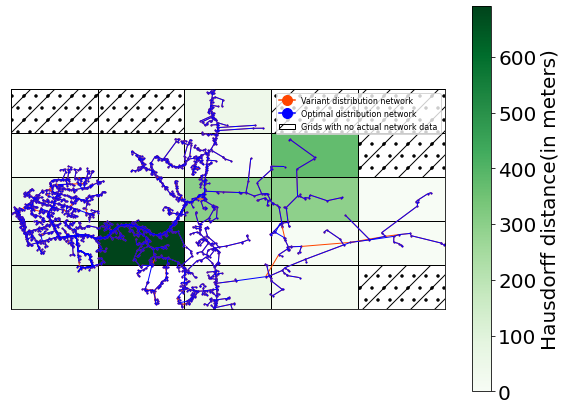 Variant distribution network
Optimal distribution network
Grids with no actual network data
600
500
400
300
200
100
0
Hausdorff distance(in meters)